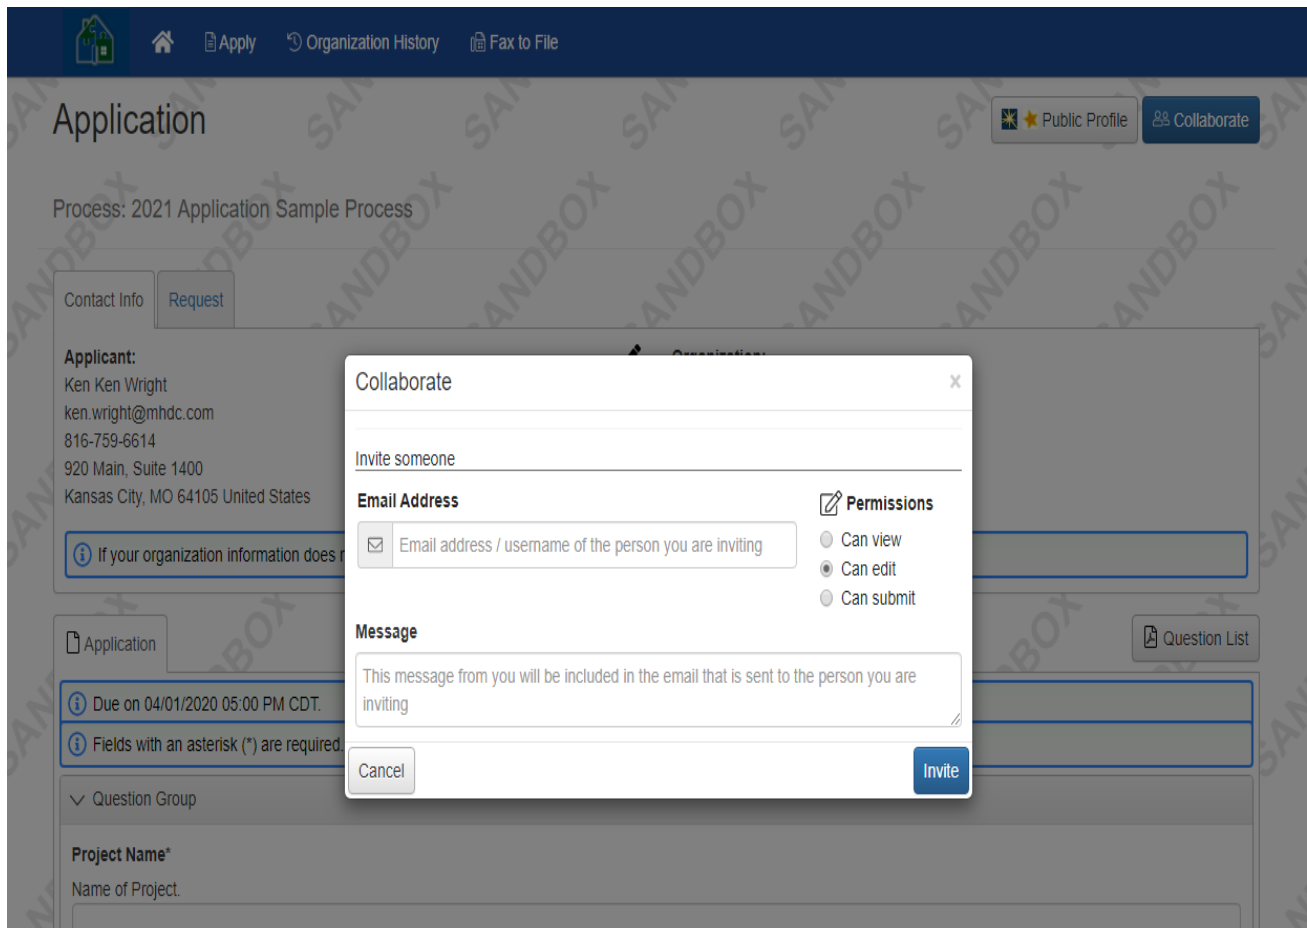 Apply Organization History Fax to File
Application
Public Profile Collaborate
Process: 2021 Application Sample Process
Contact Info Request
Applicant: Organization:
Ken Ken Wright
ken.wright@mhdc.com
816-759-6614
920 Main, Suite 1400
Kansas City, MO 64105 United States
If your organization information does
Collaborate
Invite someone
Email Address
Email address / username of the person you are inviting
Permissions
Can view
Can edit
Can submit
Message
This message from you will be included in the email that is sent to the person you are
inviting
Cancel Invite
Application Question List
Due on 04/01/2020 05:00 PM CDT.
Fields with an asterisk (*) are required.
Question Group
Project Name*
Name of Project.
SANDBOX